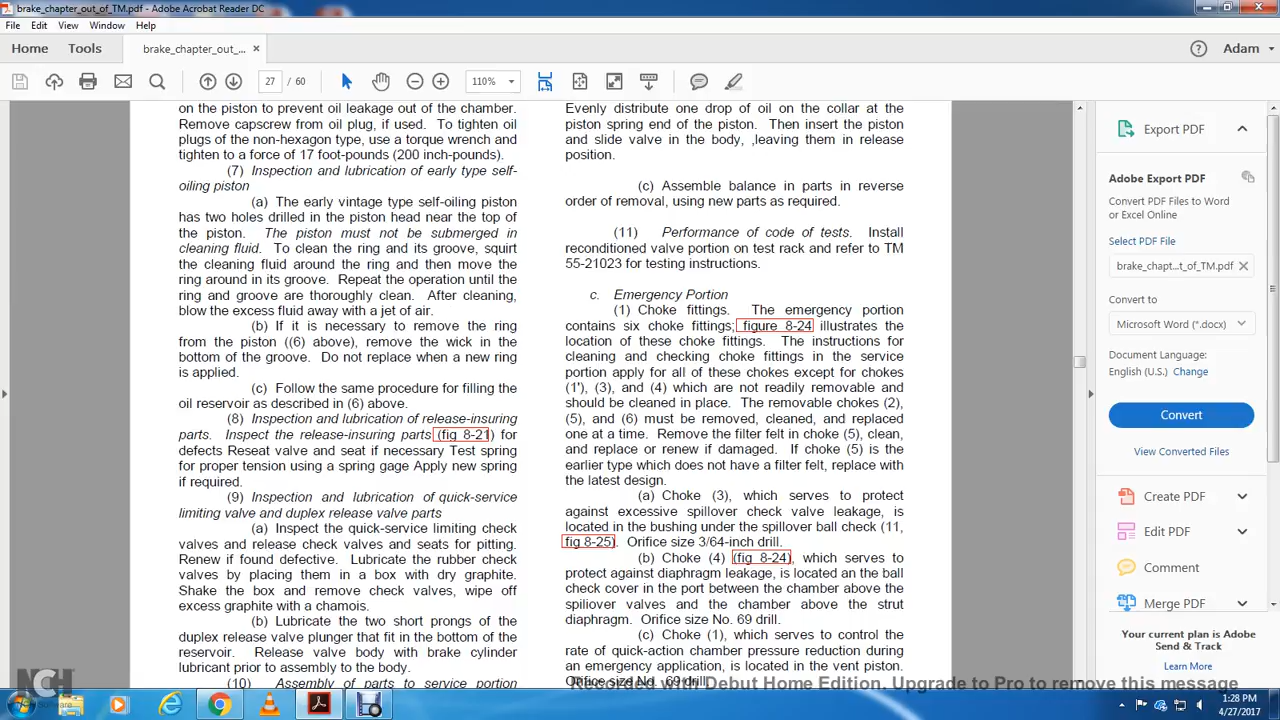 brake_chapter_out_of_TM.pdf - Adobe Acrobat Reader DC
File Edit View Window Help
Home Tools brake_chapter_out_... × Adam
27 / 60 110%
on the piston to prevent oil leakage out of the chamber.
Remove capscrew from oil plug, if used. To tighten oil
plugs of the non-hexagon type, use a torque wrench and
tighten to a force of 17 foot-pounds (200 inch-pounds).
(7) Inspection and lubrication of early type self-
oiling piston
(a) The early vintage type self-oiling piston
has two holes drilled in the piston head near the top of
the piston. The piston must not be submerged in
cleaning fluid. To clean the ring and its groove, squirt
the cleaning fluid around the ring and then move the
ring around in its groove. Repeat the operation until the
ring and groove are thoroughly clean. After cleaning,
blow the excess fluid away with a jet of air.
(b) If it is necessary to remove the ring
from the piston ((6) above), remove the wick in the
bottom of the groove. Do not replace when a new ring
is applied.
(c) Follow the same procedure for filling the
oil reservoir as described in (6) above.
(8) Inspection and lubrication of release-insuring
parts. Inspect the release-insuring parts (fig 8-21) for
defects Reseat valve and seat if necessary Test spring
for proper tension using a spring gage Apply new spring
if required.
(9) Inspection and lubrication of quick-service
limiting valve and duplex release valve parts
(a) Inspect the quick-service limiting check
valves and release check valves and seats for pitting.
Renew if found defective. Lubricate the rubber check
valves by placing them in a box with dry graphite.
Shake the box and remove check valves, wipe off
excess graphite with a chamois.
(b) Lubricate the two short prongs of the
duplex release valve plunger that fit in the bottom of the
reservoir. Release valve body with brake cylinder
lubricant prior to assembly to the body.
(10) Assembly of parts to service portion
Evenly distribute one drop of oil on the collar at the
piston spring end of the piston. Then insert the piston
and slide valve in the body, ,leaving them in release
position.
(c) Assemble balance in parts in reverse
order of removal, using new parts as required.
(11) Performance of code of tests. Install
reconditioned valve portion on test rack and refer to TM
55-21023 for testing instructions.
c. Emergency Portion
(1) Choke fittings. The emergency portion
contains six choke fittings; figure 8-24 illustrates the
location of these choke fittings. The instructions for
cleaning and checking choke fittings in the service
portion apply for all of these chokes except for chokes
(1'), (3), and (4) which are not readily removable and
should be cleaned in place. The removable chokes (2),
(5), and (6) must be removed, cleaned, and replaced
one at a time. Remove the filter felt in choke (5), clean,
and replace or renew if damaged. If choke (5) is the
earlier type which does not have a filter felt, replace with
the latest design.
(a) Choke (3), which serves to protect
against excessive spillover check valve leakage, is
located in the bushing under the spillover ball check (11,
fig 8-25). Orifice size 3/64-inch drill.
(b) Choke (4) (fig 8-24), which serves to
protect against diaphragm leakage, is located an the ball
check cover in the port between the chamber above the
spiliover valves and the chamber above the strut
diaphragm. Orifice size No. 69 drill.
(c) Choke (1), which serves to control the
rate of quick-action chamber pressure reduction during
an emergency application, is located in the vent piston.
Orifice size No. 69 drill.
Export PDF
Adobe Export PDF
Convert PDF Files to Word
or Excel Online
Select PDF File
brake_chapt...t_of_TM.pdf ×
Convert to
Microsoft Word (*.docx)
Document Language:
English (U.S.) Change
Convert
View Converted Files
Create PDF
Edit PDF
Comment
Merge PDF
Your current plan is Adobe
Send & Track
Learn More
NCH Software
Recorded with Debut Home Edition. Upgrade to Pro to remove this message
1:28 PM
4/27/2017